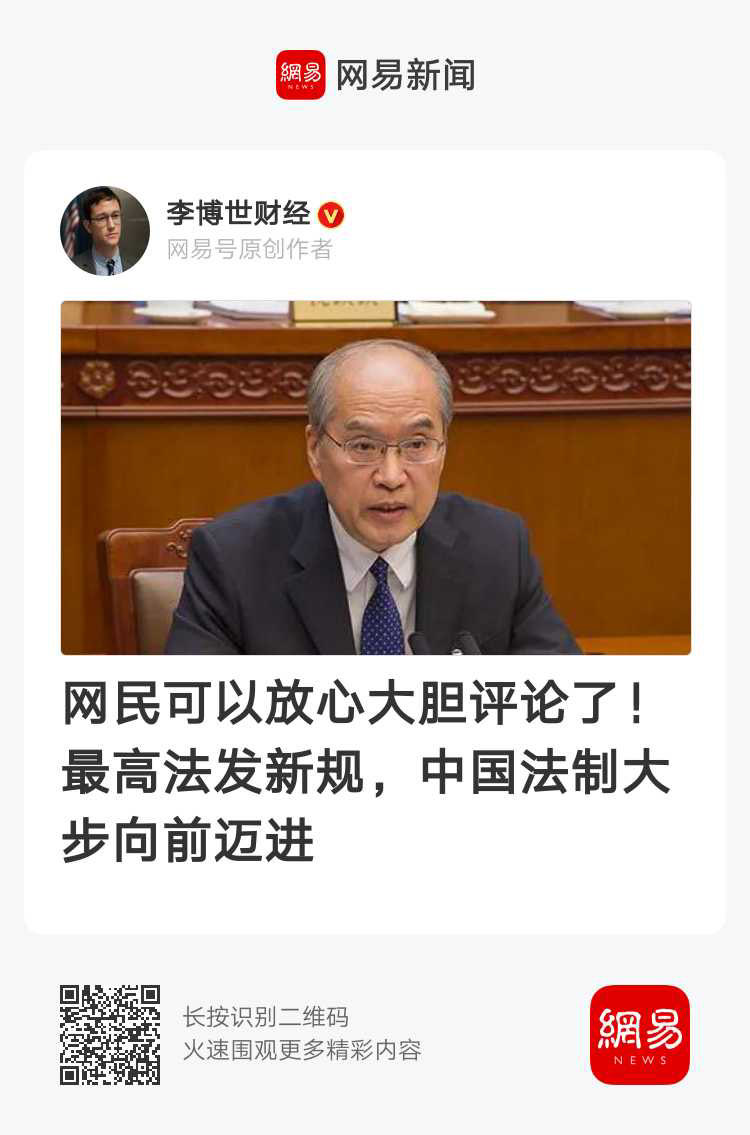 網易
NEWS
网易新闻
李博世财经
网易号原创作者
网民可以放心大胆评论了！
最高法发新规，中国法制大
步向前迈进
长按识别二维码
火速围观更多精彩内容
網易
NEWS